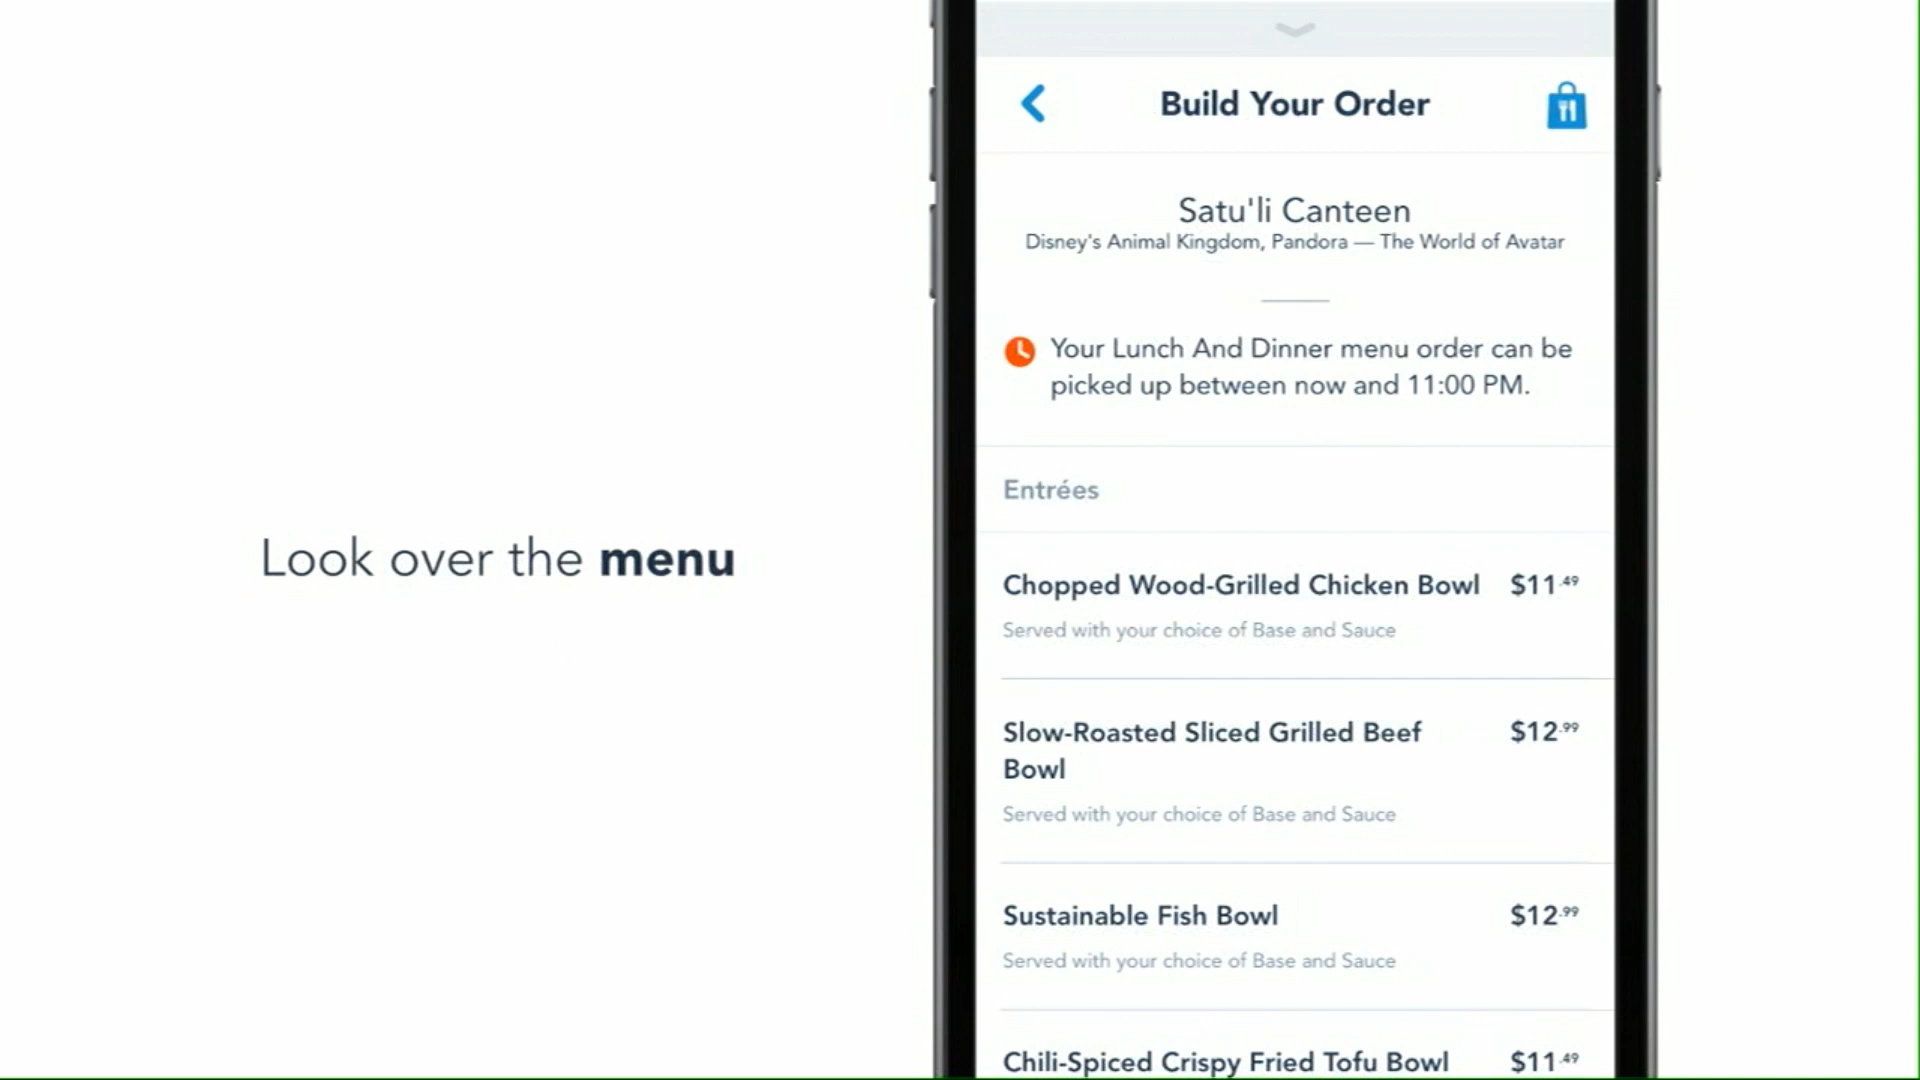 Look over the menu
Build Your Order
Satu'li Canteen
Disney's Animal Kingdom, Pandora — The World of Avatar
Your Lunch And Dinner menu order can be
picked up between now and 11:00 PM.
Entrées
Chopped Wood-Grilled Chicken Bowl $11.49
Served with your choice of Base and Sauce
Slow-Roasted Sliced Grilled Beef $12.99
Bowl
Served with your choice of Base and Sauce
Sustainable Fish Bowl $12.99
Served with your choice of Base and Sauce
Chili-Spiced Crispy Fried Tofu Bowl $11.49